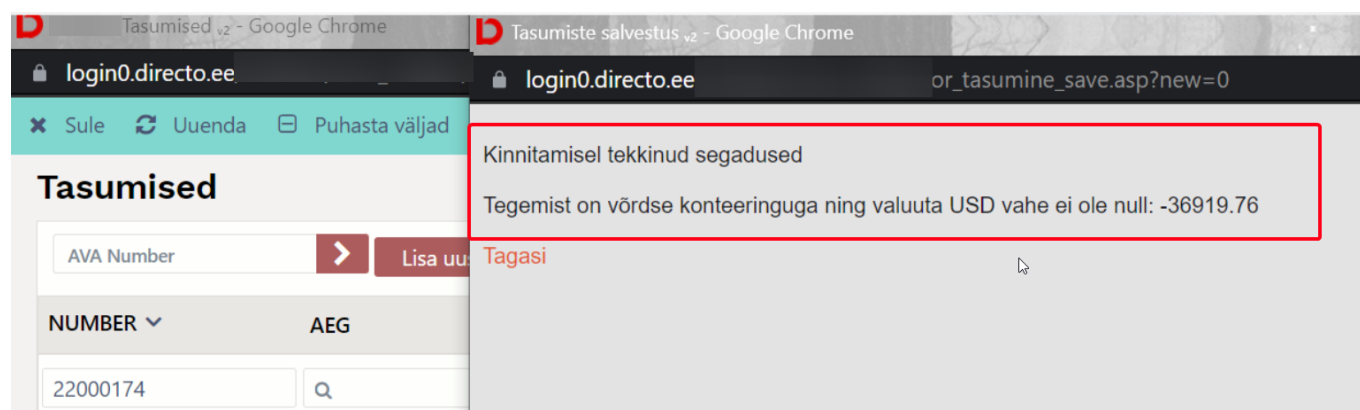 Tasumised v2 - Google Chrome
login0.directo.ee
Sule Uuenda Puhasta väljad
Tasumised
AVA Number
Lisa uu
NUMBER AEG
22000174
Tasumiste salvestus v2 - Google Chrome
login0.directo.ee or_tasumine_save.asp?new=0
Kinnitamisel tekkinud segadused
Tegemist on võrdse konteeringuga ning valuuta USD vahe ei ole null: -36919.76
Tagasi